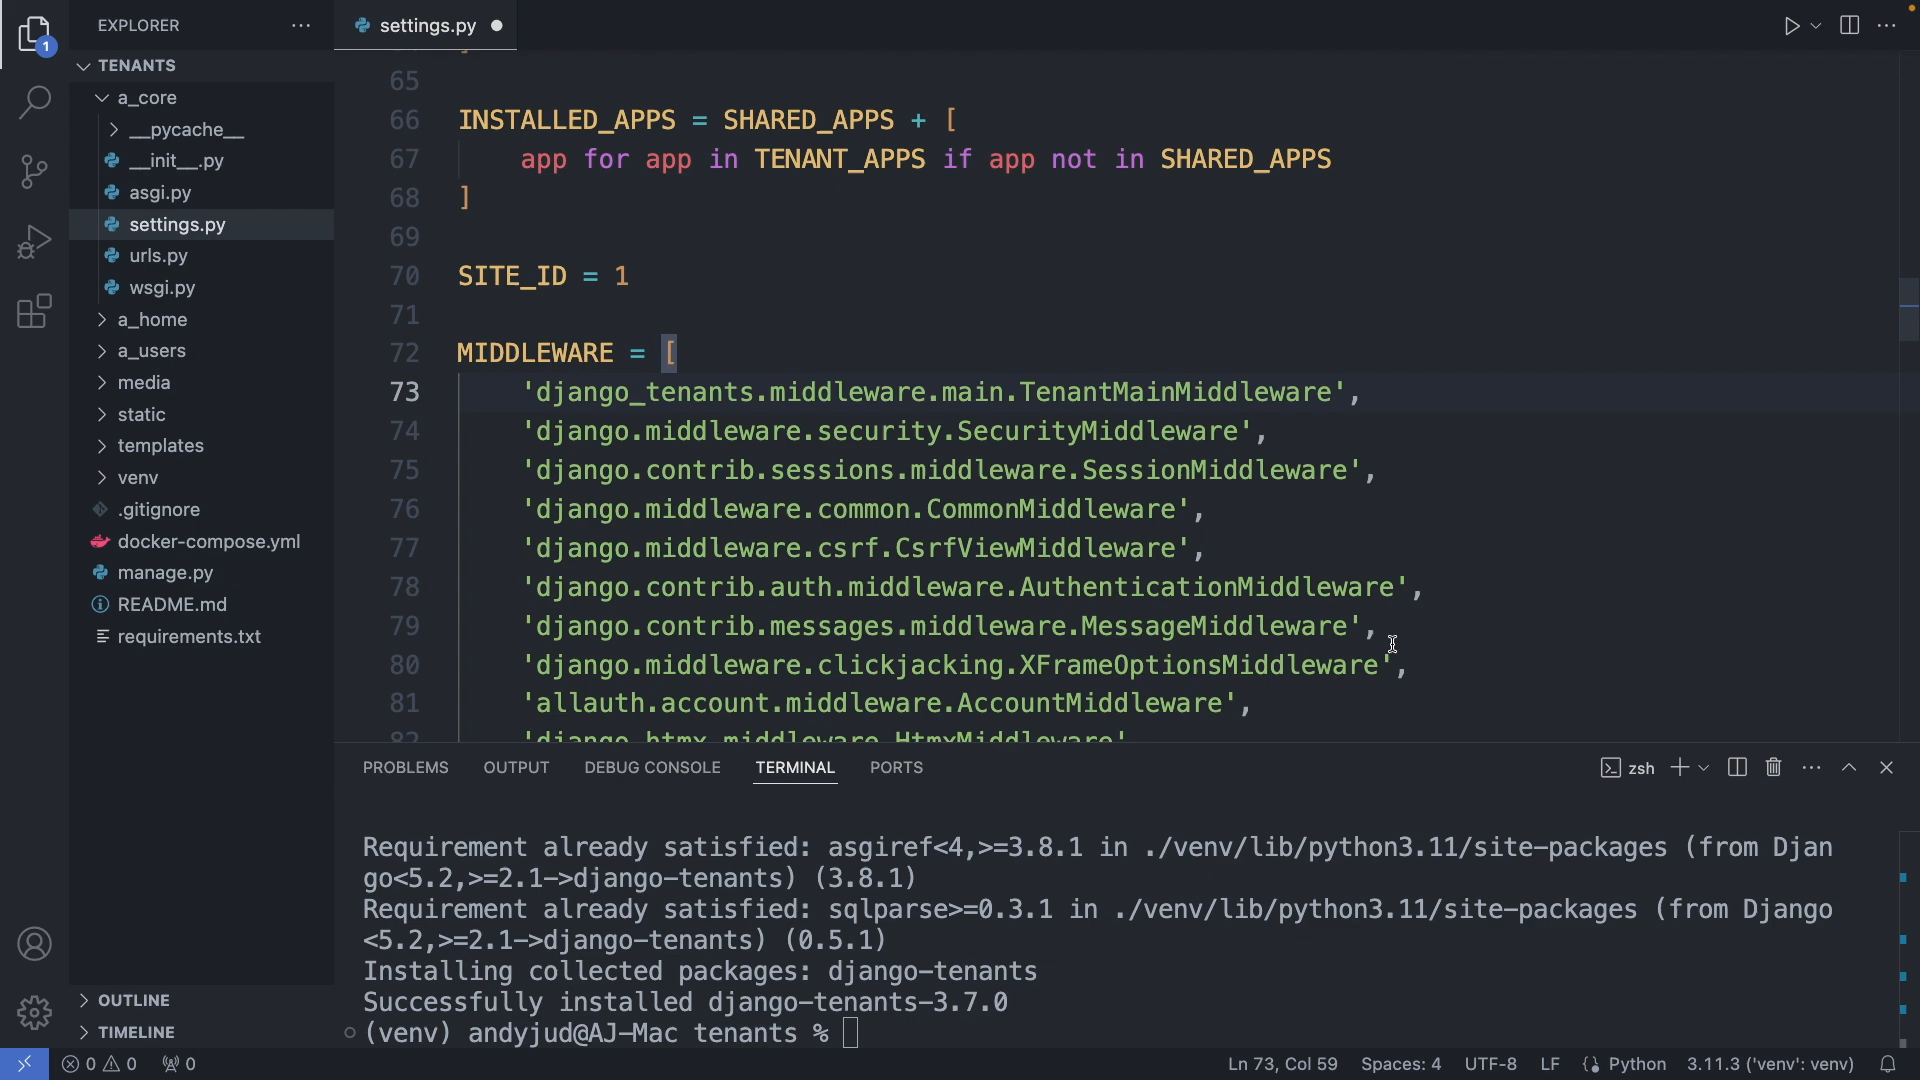 EXPLORER
settings.py
1
TENANTS
a_core
__pycache__
__init__.py
asgi.py
settings.py
urls.py
wsgi.py
a_home
a_users
media
static
templates
venv
.gitignore
docker-compose.yml
manage.py
README.md
requirements.txt
OUTLINE
TIMELINE
65
66 INSTALLED_APPS = SHARED_APPS + [
67 app for app in TENANT_APPS if app not in SHARED_APPS
68 ]
69
70 SITE_ID = 1
71
72 MIDDLEWARE = [
73 'django_tenants.middleware.main.TenantMainMiddleware',
74 'django.middleware.security.SecurityMiddleware',
75 'django.contrib.sessions.middleware.SessionMiddleware',
76 'django.middleware.common.CommonMiddleware',
77 'django.middleware.csrf.CsrfViewMiddleware',
78 'django.contrib.auth.middleware.AuthenticationMiddleware',
79 'django.contrib.messages.middleware.MessageMiddleware',
80 'django.middleware.clickjacking.XFrameOptionsMiddleware',
81 'allauth.account.middleware.AccountMiddleware',
82 'django_htmx.middleware.HtmxMiddleware'
PROBLEMS OUTPUT DEBUG CONSOLE TERMINAL PORTS zsh
Requirement already satisfied: asgiref<4,>=3.8.1 in ./venv/lib/python3.11/site-packages (from Djan
go<5.2,>=2.1->django-tenants) (3.8.1)
Requirement already satisfied: sqlparse>=0.3.1 in ./venv/lib/python3.11/site-packages (from Django
<5.2,>=2.1->django-tenants) (0.5.1)
Installing collected packages: django-tenants
Successfully installed django-tenants-3.7.0
(venv) andyjud@AJ-Mac tenants %
0 0 0 Ln 73, Col 59 Spaces: 4 UTF-8 LF Python 3.11.3 ('venv': venv)